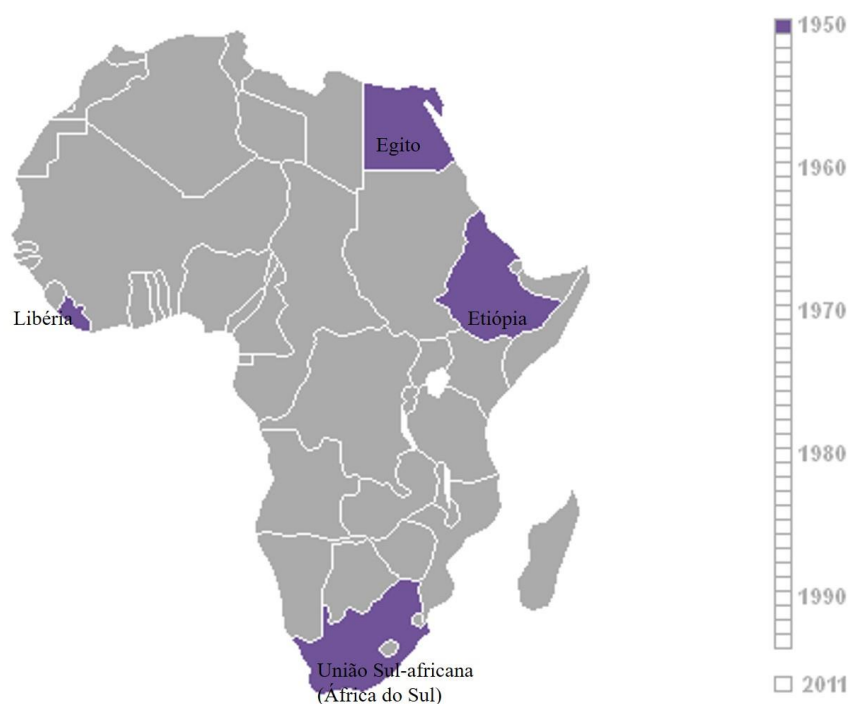 1950
Egito
1960
Libéria
Etiópia
1970
1980
1990
União Sul-africana
(África do Sul)
2011